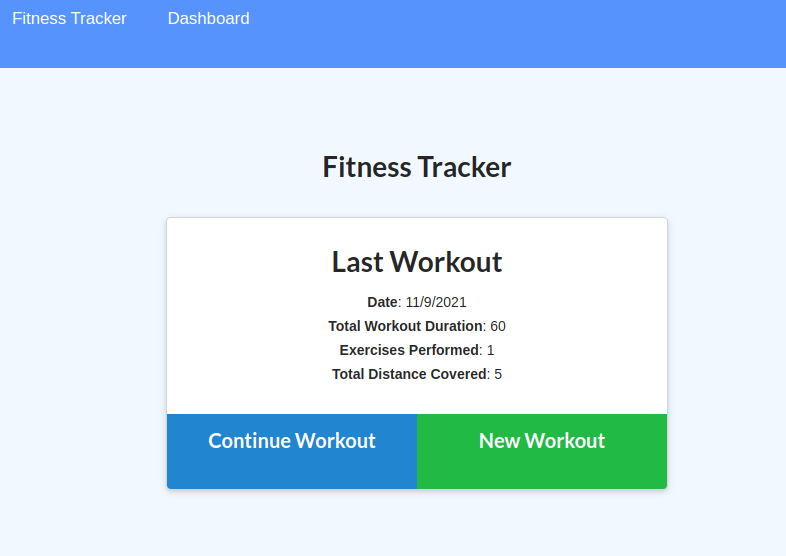 Fitness Tracker Dashboard
Fitness Tracker
Last Workout
Date: 11/9/2021
Total Workout Duration: 60
Exercises Performed: 1
Total Distance Covered: 5
Continue Workout New Workout